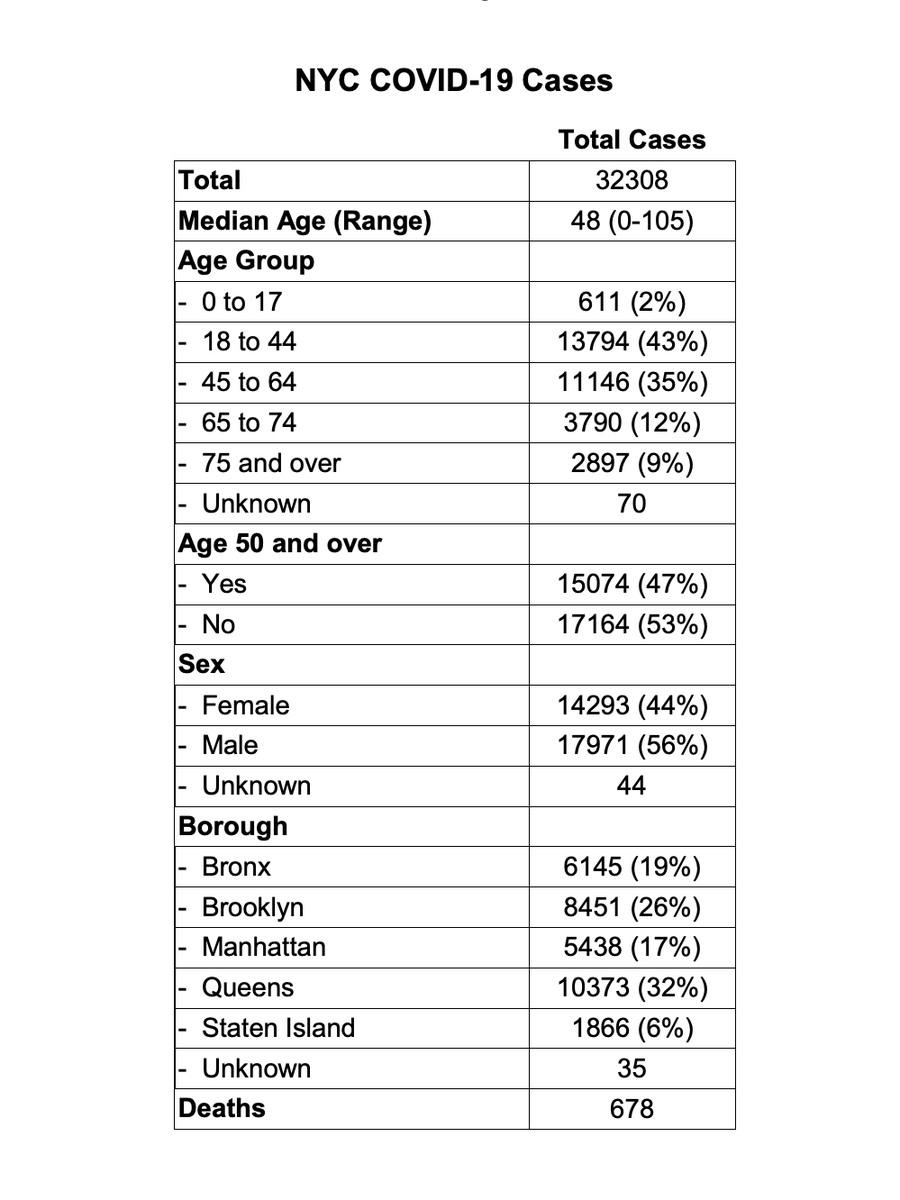 NYC COVID-19 Cases
Total Cases
Total 32308
Median Age (Range) 48 (0-105)
Age Group
- 0 to 17 611 (2%)
- 18 to 44 13794 (43%)
- 45 to 64 11146 (35%)
- 65 to 74 3790 (12%)
- 75 and over 2897 (9%)
- Unknown 70
Age 50 and over
- Yes 15074 (47%)
- No 17164 (53%)
Sex
- Female 14293 (44%)
- Male 17971 (56%)
- Unknown 44
Borough
- Bronx 6145 (19%)
- Brooklyn 8451 (26%)
- Manhattan 5438 (17%)
- Queens 10373 (32%)
- Staten Island 1866 (6%)
- Unknown 35
Deaths 678